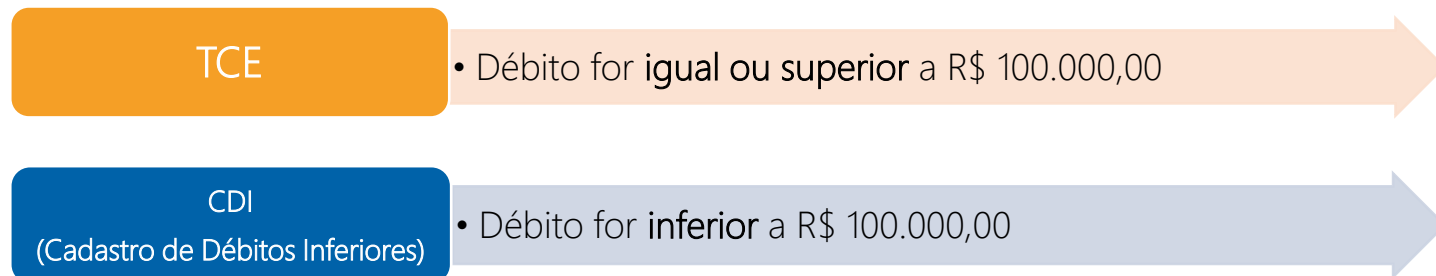 TCE
• Débito for igual ou superior a R$ 100.000,00
CDI
(Cadastro de Débitos Inferiores)
• Débito for inferior a R$ 100.000,00